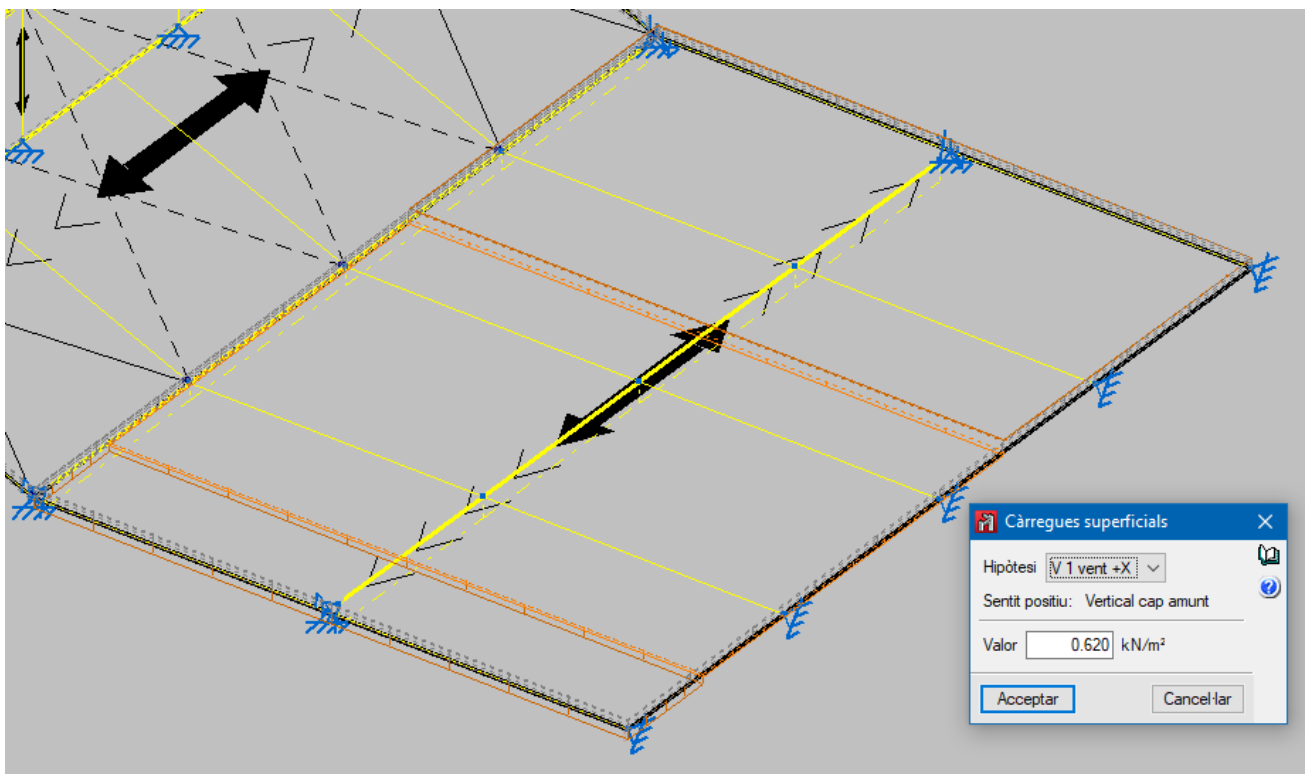 Càrregues superficials
Hipòtesi V 1 vent +X
Sentit positiu: Vertical cap amunt
Valor 0.620 kN/m²
Acceptar Cancel·lar